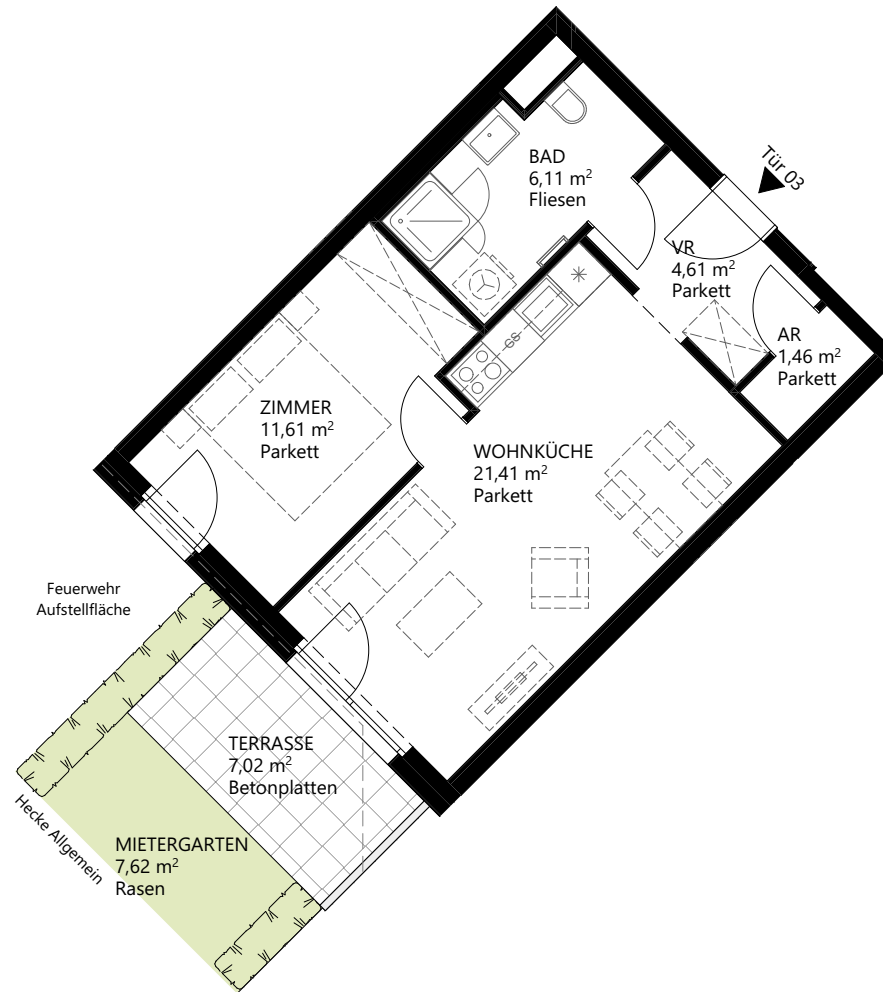 Tür 03
BAD
6,11 m²
Fliesen
VR
4,61 m²
Parkett
AR
1,46 m²
Parkett
GS
ZIMMER
11,61 m²
Parkett
WOHNKÜCHE
21,41 m²
Parkett
Feuerwehr
Aufstellfläche
TERRASSE
7,02 m²
Betonplatten
Hecke Allgemein
MIETERGARTEN
7,62 m²
Rasen